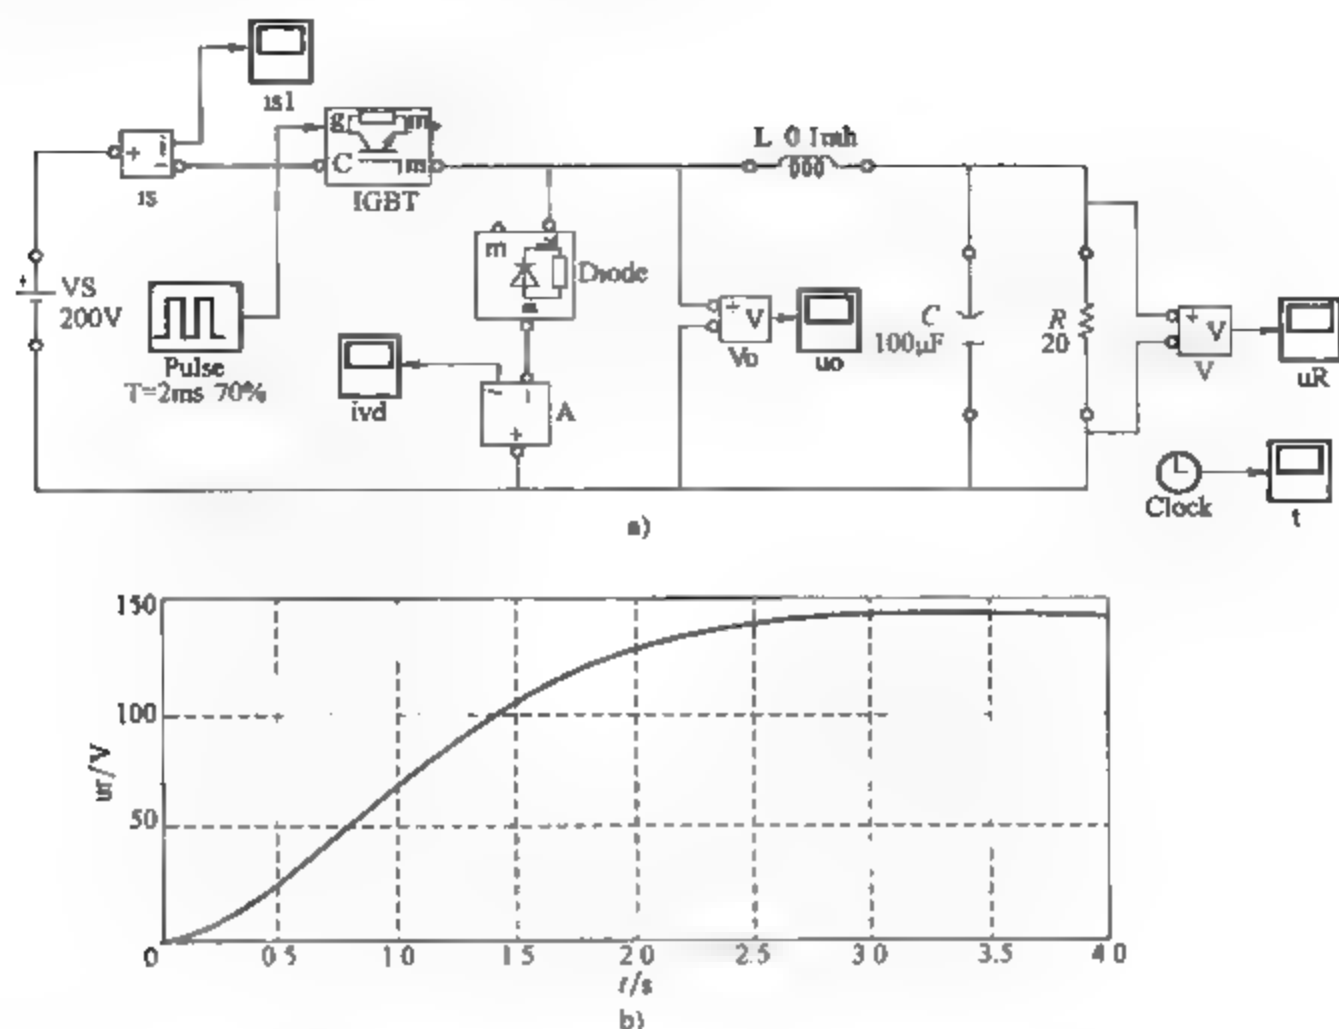 is1
g m
+ i
-
C m
is
IGBT
L 0 1mh
m
Diode
a
+
VS
200V
Pulse
T=2ms 70%
ivd
A
+
+
V
Vo
uo
C
100μF
R
20
+
V
V
uR
Clock
t
a)
150
100
50
0
ur/V
0 5 1 0 1 5 2 0 2.5 3.0 3.5 4 0
t/s
b)